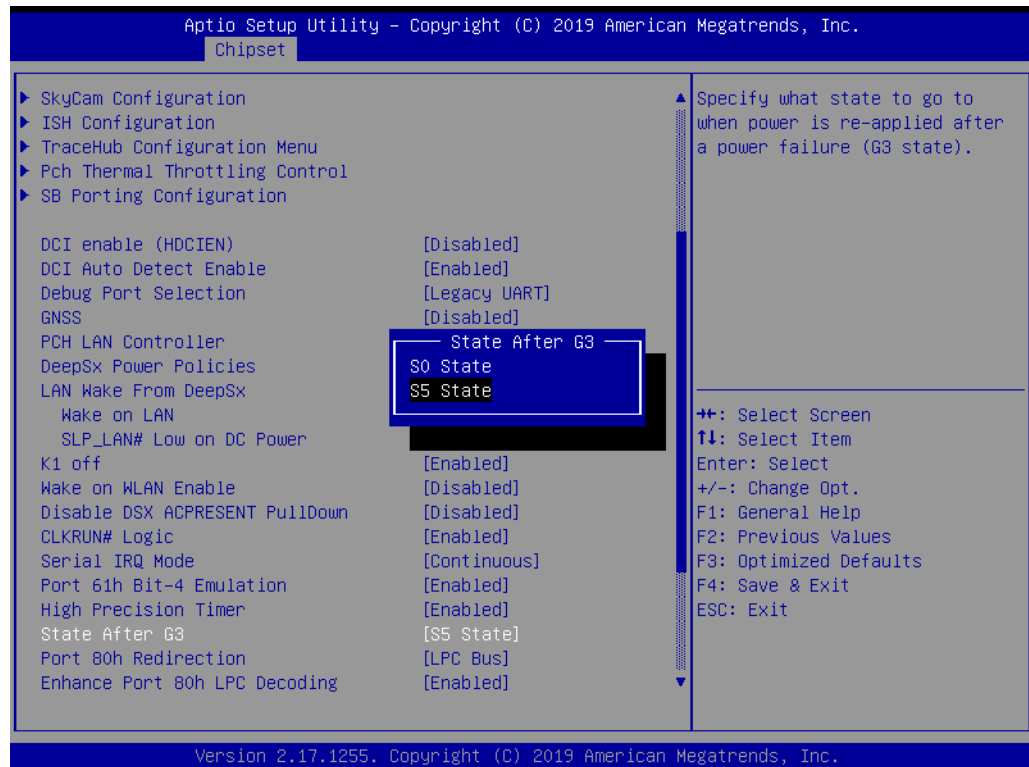 Aptio Setup Utility – Copyright (C) 2019 American Megatrends, Inc.
Chipset
SkyCam Configuration
ISH Configuration
TraceHub Configuration Menu
Pch Thermal Throttling Control
SB Porting Configuration
DCI enable (HDCIEN) [Disabled]
DCI Auto Detect Enable [Enabled]
Debug Port Selection [Legacy UART]
GNSS [Disabled]
PCH LAN Controller
DeepSx Power Policies
LAN Wake From DeepSx
Wake on LAN
SLP_LAN# Low on DC Power
K1 off [Enabled]
Wake on WLAN Enable [Disabled]
Disable DSX ACPRESENT PullDown [Disabled]
CLKRUN# Logic [Enabled]
Serial IRQ Mode [Continuous]
Port 61h Bit-4 Emulation [Enabled]
High Precision Timer [Enabled]
State After G3 [S5 State]
Port 80h Redirection [LPC Bus]
Enhance Port 80h LPC Decoding [Enabled]
State After G3
S0 State
S5 State
Specify what state to go to
when power is re-applied after
a power failure (G3 state).
→←: Select Screen
↑↓: Select Item
Enter: Select
+/-: Change Opt.
F1: General Help
F2: Previous Values
F3: Optimized Defaults
F4: Save & Exit
ESC: Exit
Version 2.17.1255. Copyright (C) 2019 American Megatrends, Inc.